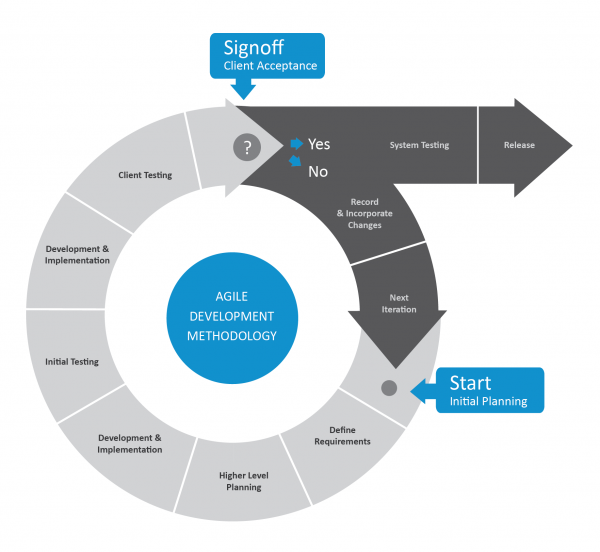 Signoff
Client Acceptance
?
Yes
No
System Testing
Release
Record
& Incorporate
Changes
Next
Iteration
Start
Initial Planning
Define
Requirements
Higher Level
Planning
Development &
Implementation
Initial Testing
Development &
Implementation
Client Testing
AGILE
DEVELOPMENT
METHODOLOGY